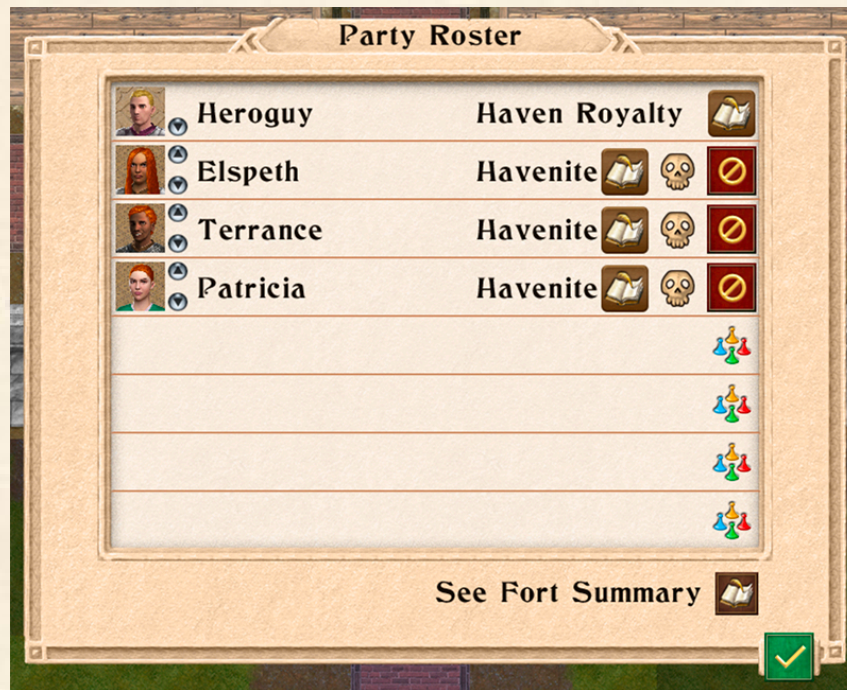 Party Roster
Heroguy Haven Royalty
Elspeth Havenite
Terrance Havenite
Patricia Havenite
See Fort Summary